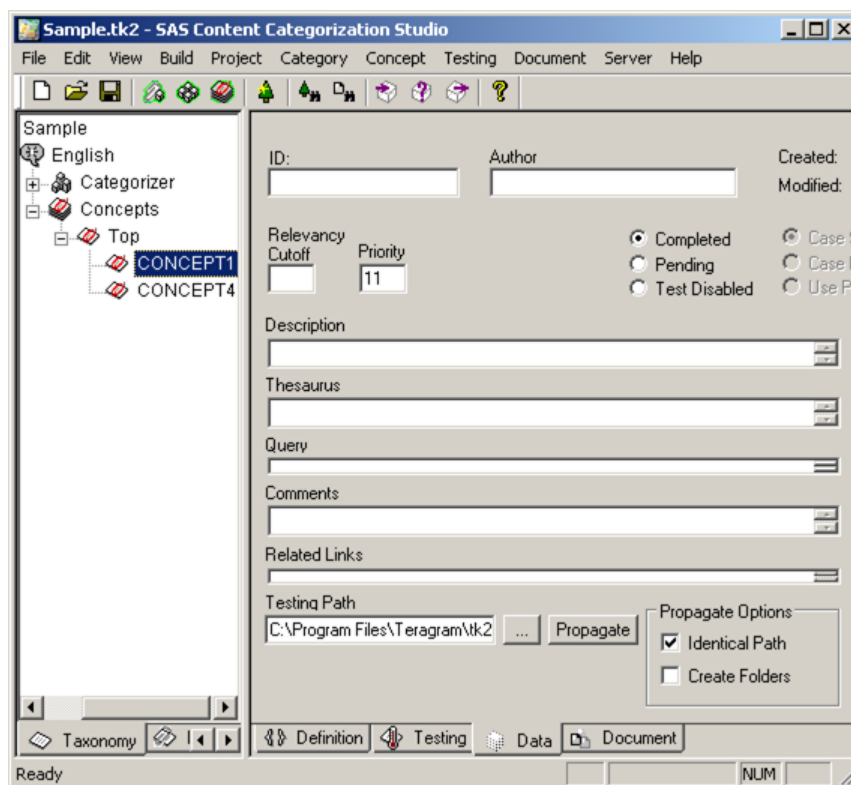 Sample.tk2 - SAS Content Categorization Studio
File Edit View Build Project Category Concept Testing Document Server Help
Sample
English
Categorizer
Concepts
Top
CONCEPT1
CONCEPT4
ID:
Author
Created:
Modified:
Relevancy
Cutoff
Priority
11
Completed
Pending
Test Disabled
Case
Case
Use
Description
Thesaurus
Query
Comments
Related Links
Testing Path
C:\Program Files\Teragram\tk2
...
Propagate
Propagate Options
Identical Path
Create Folders
Taxonomy
Definition
Testing
Data
Document
Ready
NUM